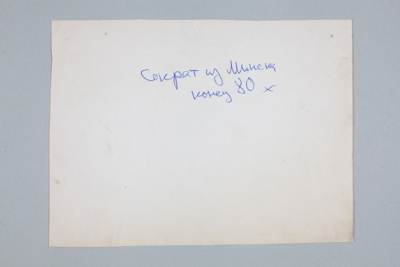 Сократ из Минска
конец 80 х